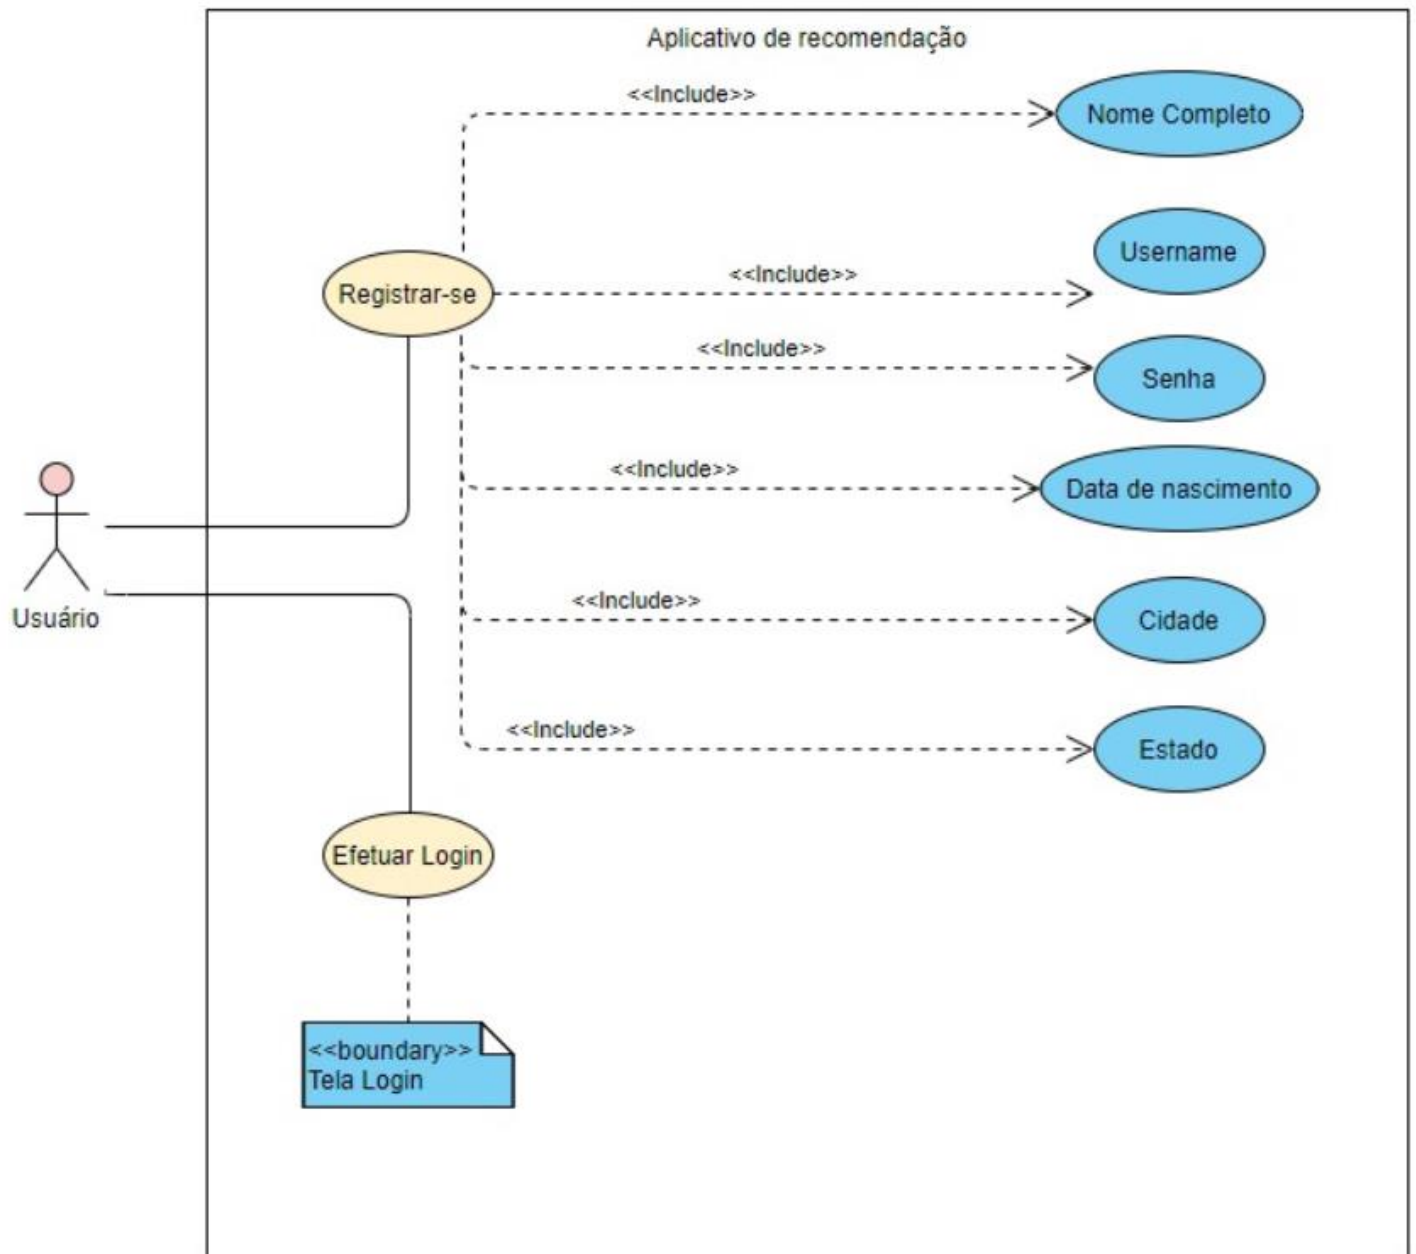 Aplicativo de recomendação
<<Include>>
Nome Completo
Username
<<Include>>
Registrar-se
<<Include>>
Senha
<<Include>>
Data de nascimento
<<Include>>
Cidade
Usuário
<<Include>>
Estado
Efetuar Login
<<boundary>>
Tela Login